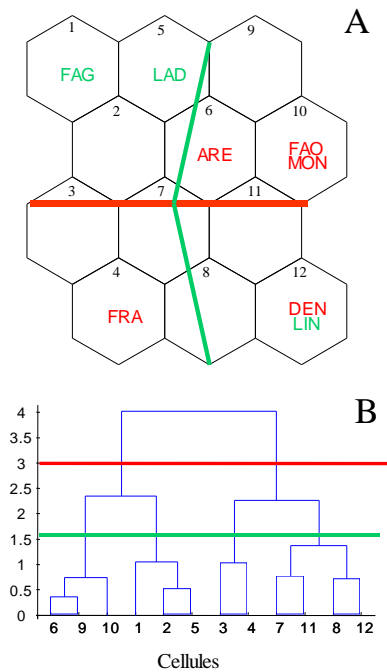 A
1 5 9
FAG LAD
2 6 10
ARE FAO
MON
3 7 11
4 8 12
FRA DEN
LIN
B
4
3.5
3
2.5
2
1.5
1
0.5
0
6 9 10 1 2 5 3 4 7 11 8 12
Cellules